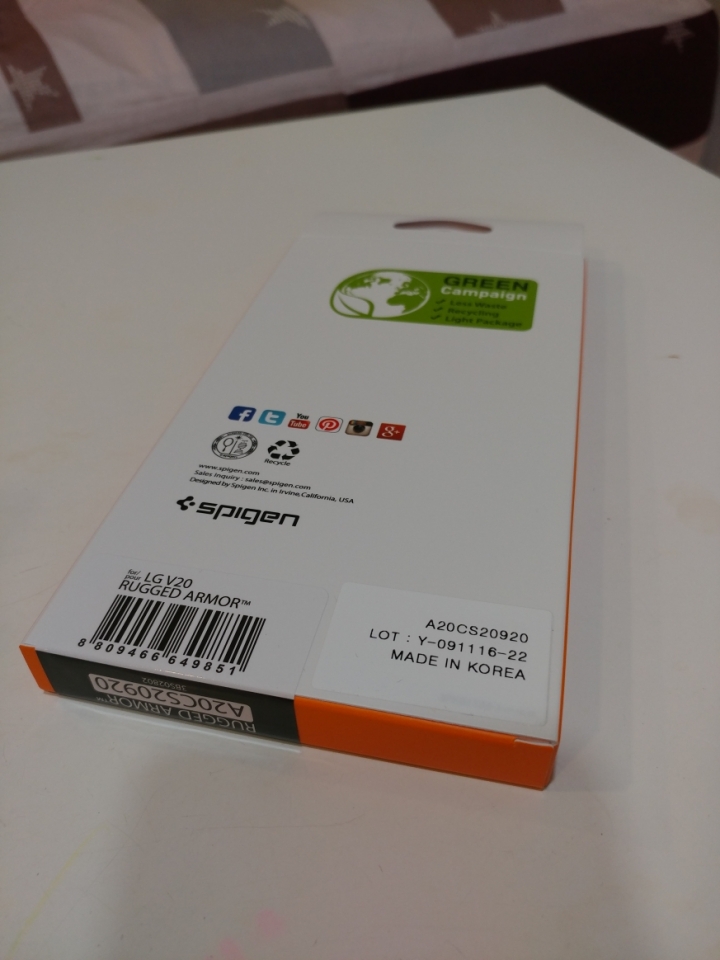 GREEN
Campaign
Less Waste
Recycling
Light Package
f
t
You
Tube
P
g+
Recycle
www.spigen.com
Sales Inquiry : sales@spigen.com
Designed by Spigen Inc. in Irvine, California, USA
spigen
for/
pour LG V20
RUGGED ARMOR™
8 809466 649851
A20CS20920
LOT : Y-091116-22
MADE IN KOREA
RUGGED ARMOR™
A20CS20920